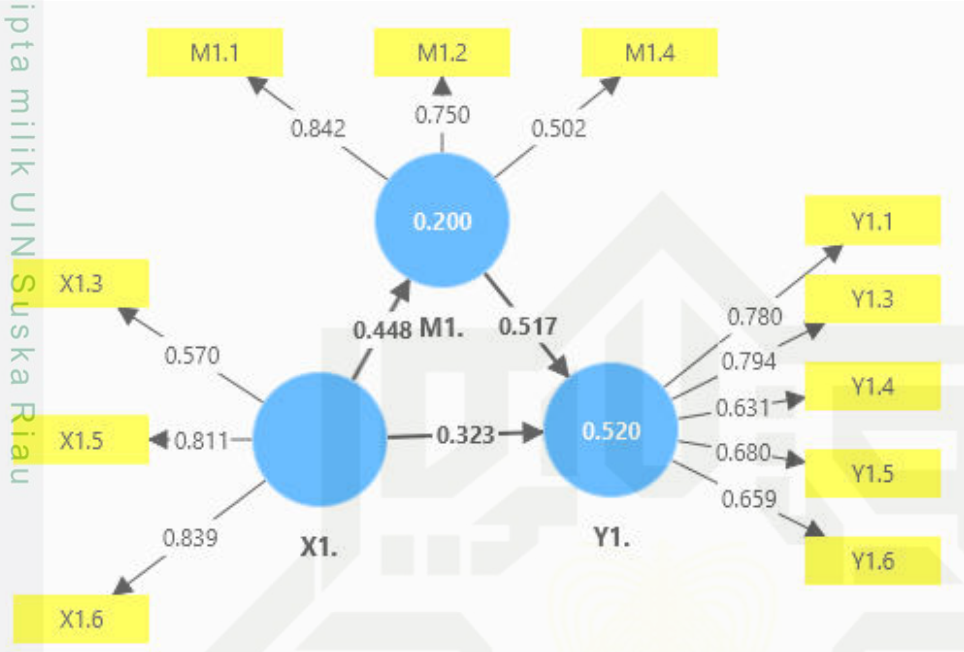 ipta milik UIN Suska Riau
M1.1
M1.2
M1.4
0.842
0.750
0.502
0.200
M1.
X1.3
X1.5
X1.6
0.570
0.811
0.839
X1.
0.448
0.517
0.323
0.520
Y1.
0.780
0.794
0.631
0.680
0.659
Y1.1
Y1.3
Y1.4
Y1.5
Y1.6